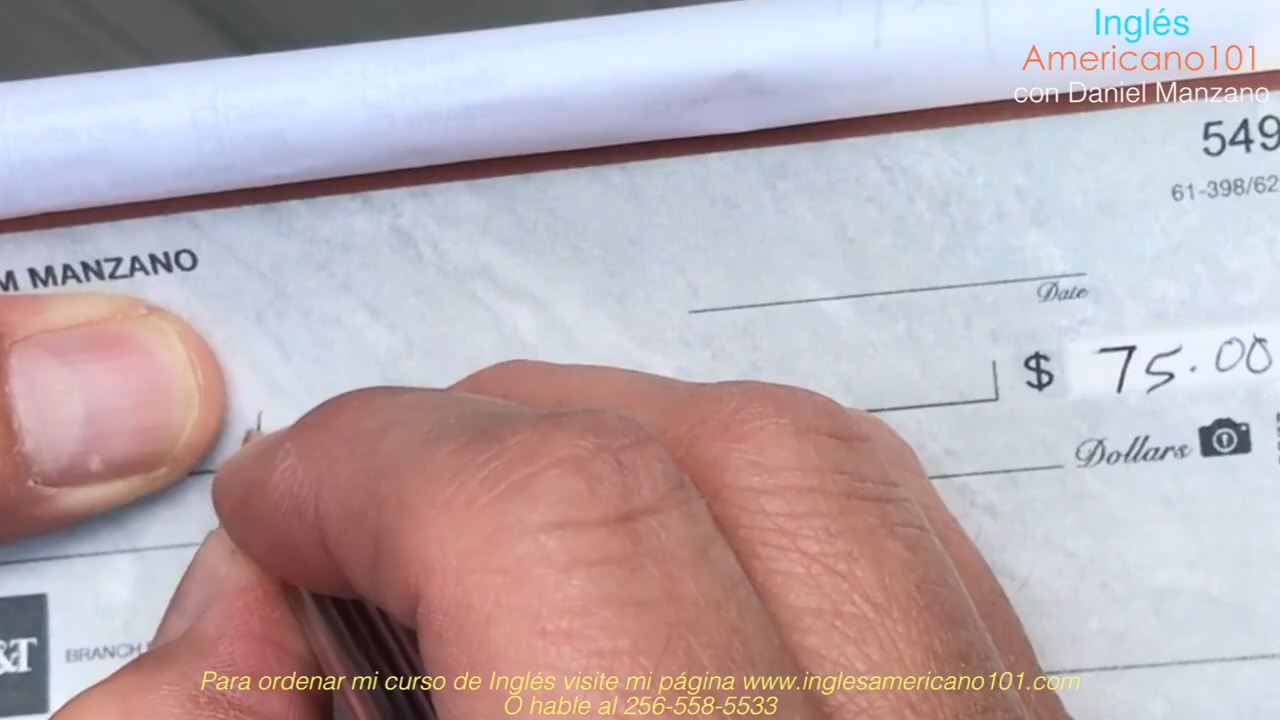 Inglés
Americano101
con Daniel Manzano
549
61-398/62
M MANZANO
Date
$ 75.00
Dollars
&T
BRANCH
Para ordenar mi curso de Inglés visite mi página www.inglesamericano101.com
O hable al 256-558-5533